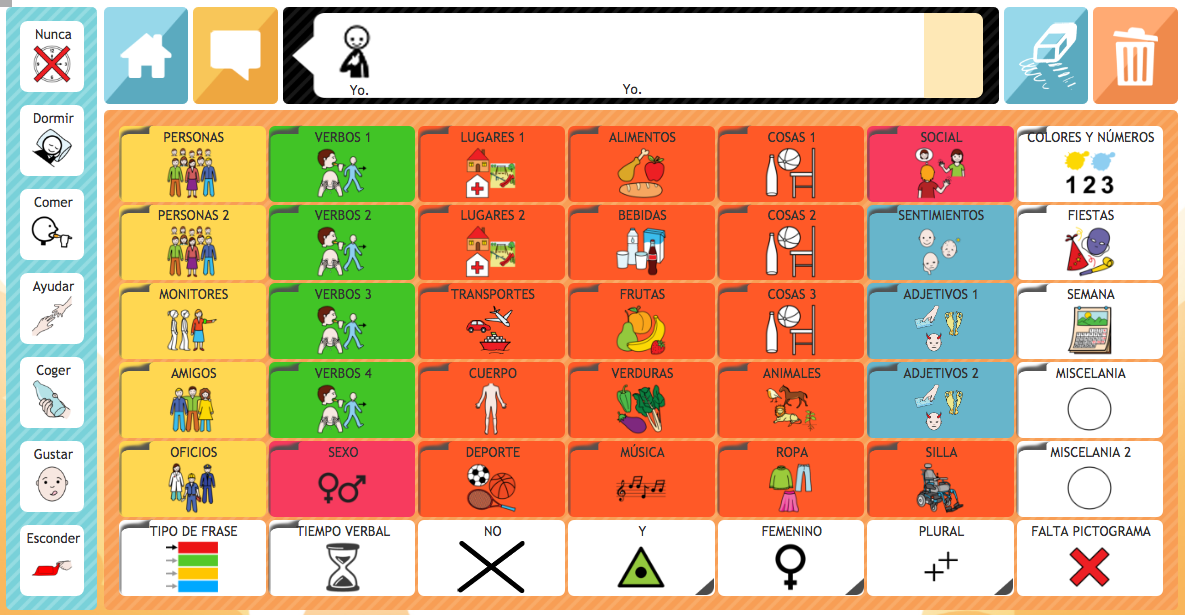 Nunca
Dormir
Comer
Ayudar
Coger
Gustar
Esconder
Yo.
Yo.
PERSONAS
VERBOS 1
LUGARES 1
ALIMENTOS
COSAS 1
SOCIAL
COLORES Y NÚMEROS
1 2 3
PERSONAS 2
VERBOS 2
LUGARES 2
BEBIDAS
COSAS 2
SENTIMIENTOS
FIESTAS
MONITORES
VERBOS 3
TRANSPORTES
FRUTAS
COSAS 3
ADJETIVOS 1
SEMANA
AMIGOS
VERBOS 4
CUERPO
VERDURAS
ANIMALES
ADJETIVOS 2
MISCELANIA
OFICIOS
SEXO
DEPORTE
MÚSICA
ROPA
SILLA
MISCELANIA 2
TIPO DE FRASE
TIEMPO VERBAL
NO
Y
FEMENINO
PLURAL
FALTA PICTOGRAMA